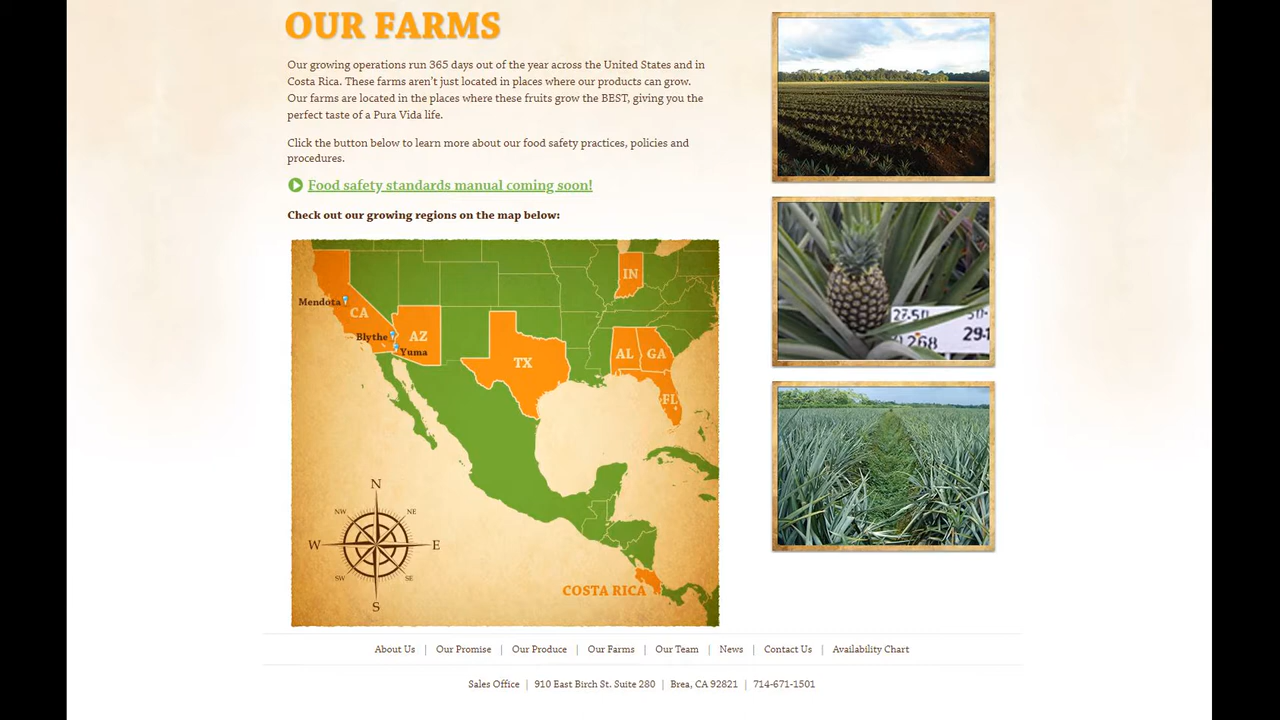 OUR FARMS
Our growing operations run 365 days out of the year across the United States and in
Costa Rica. These farms aren't just located in places where our products can grow.
Our farms are located in the places where these fruits grow the BEST, giving you the
perfect taste of a Pura Vida life.
Click the button below to learn more about our food safety practices, policies and
procedures.
Food safety standards manual coming soon!
Check out our growing regions on the map below:
IN
Mendota
CA
Blythe
AZ
Yuma
TX
AL
GA
FL
N
NW
NE
W
E
SW
SE
S
COSTA RICA
27.5
268
29.1
About Us | Our Promise | Our Produce | Our Farms | Our Team | News | Contact Us | Availability Chart
Sales Office | 910 East Birch St. Suite 280 | Brea, CA 92821 | 714-671-1501